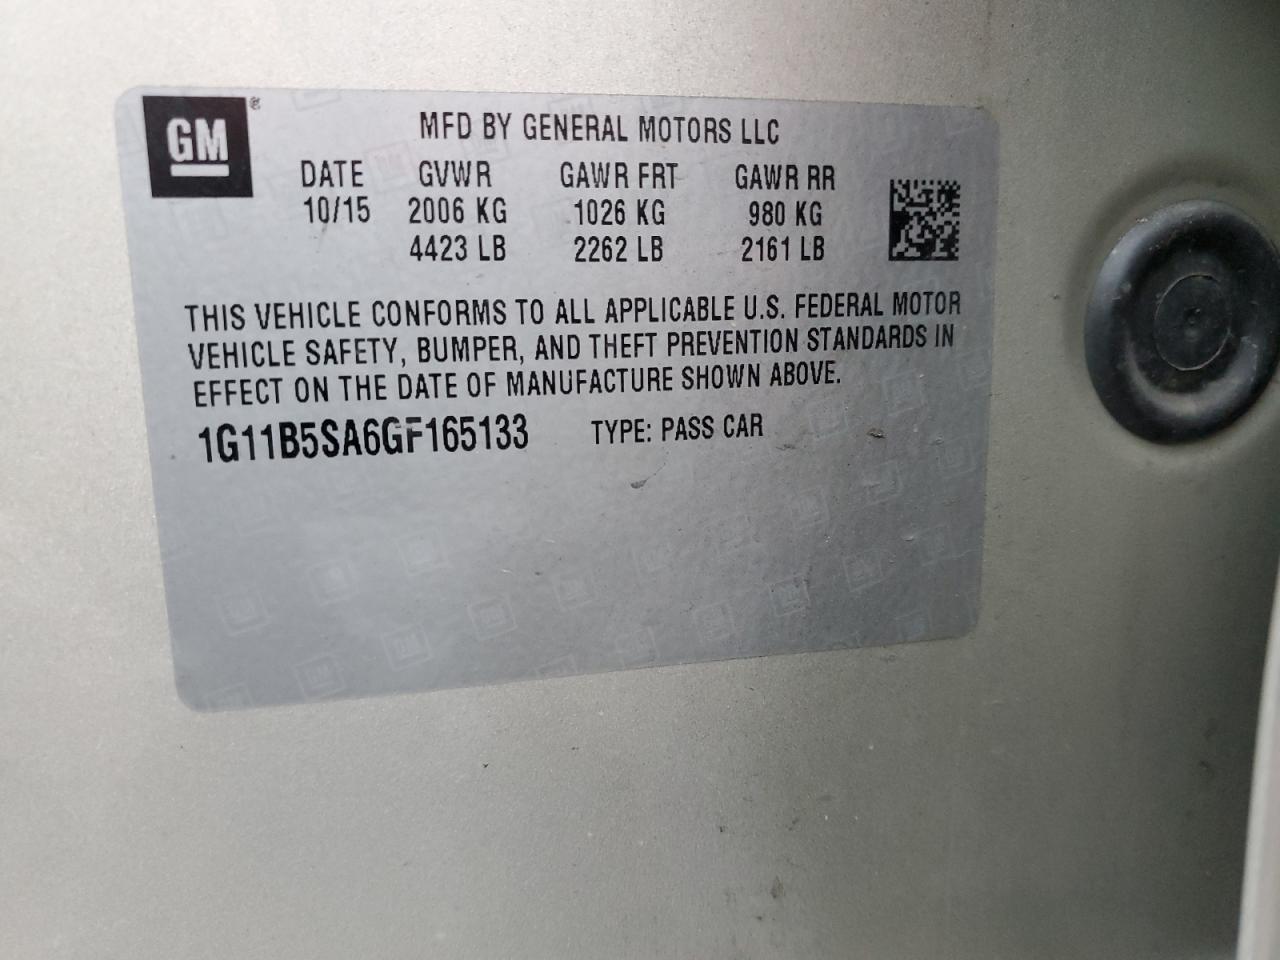 GM®
MFD BY GENERAL MOTORS LLC
DATE GVWR GAWR FRT GAWR RR
10/15 2006 KG 1026 KG 980 KG
4423 LB 2262 LB 2161 LB
THIS VEHICLE CONFORMS TO ALL APPLICABLE U.S. FEDERAL MOTOR
VEHICLE SAFETY, BUMPER, AND THEFT PREVENTION STANDARDS IN
EFFECT ON THE DATE OF MANUFACTURE SHOWN ABOVE.
1G11B5SA6GF165133 TYPE: PASS CAR